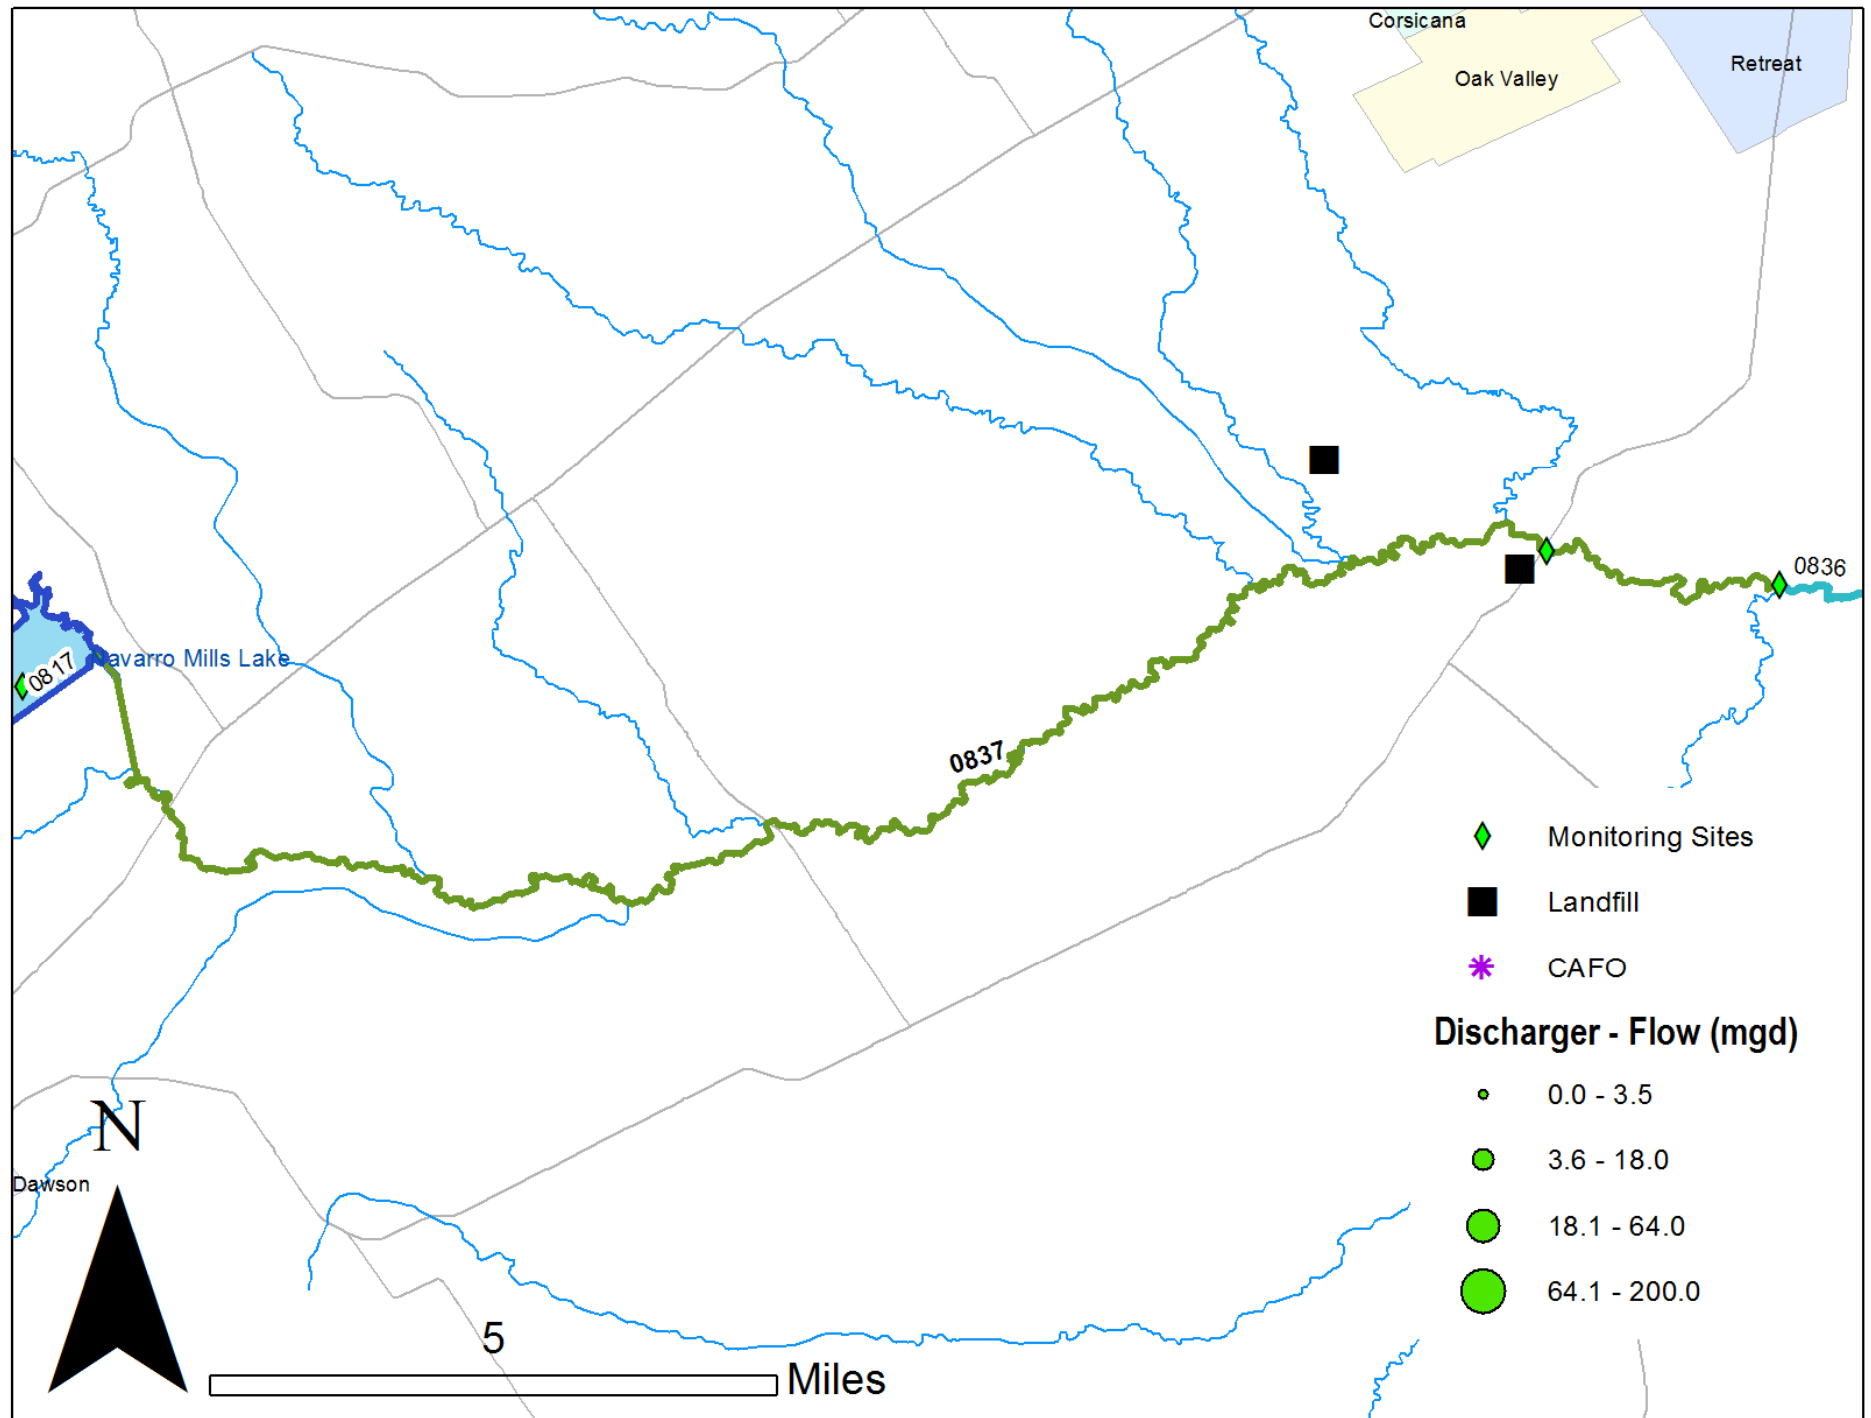 Corsicana
Oak Valley
Retreat
0836
Navarro Mills Lake
0817
0837
Monitoring Sites
Landfill
CAFO
Discharger - Flow (mgd)
0.0 - 3.5
3.6 - 18.0
18.1 - 64.0
64.1 - 200.0
N
Dawson
5
Miles